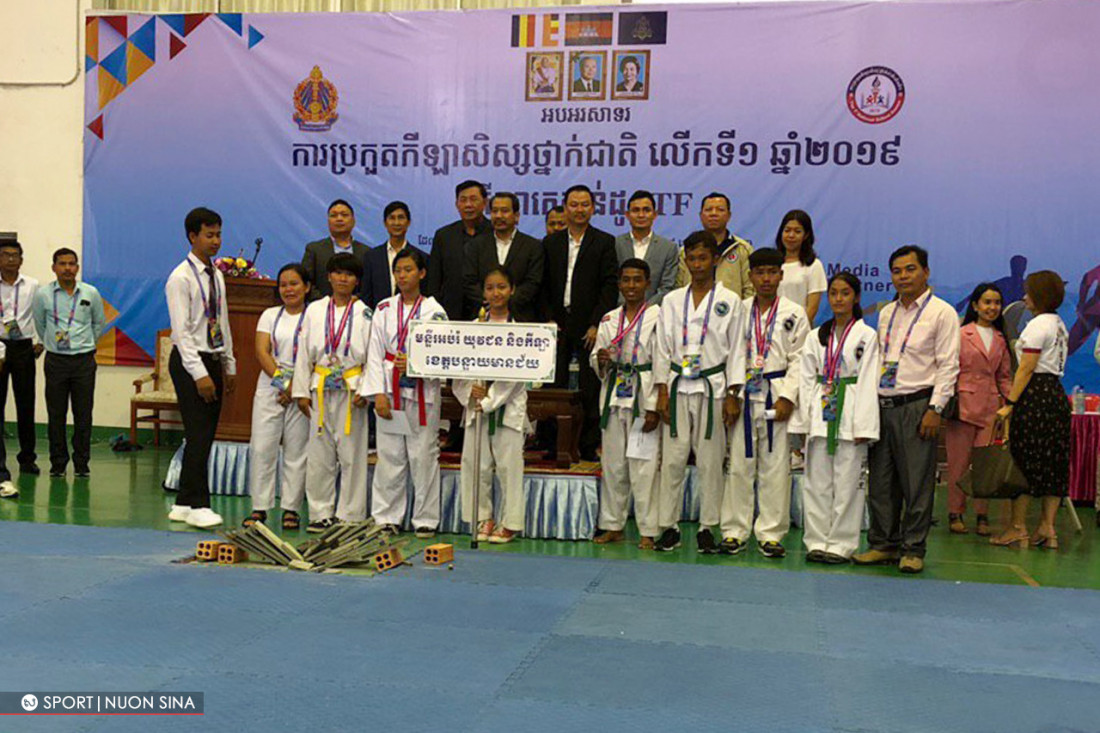 អបអរសាទរ
ការប្រកួតកីឡាសិស្សថ្នាក់ជាតិ លើកទី១ ឆ្នាំ២០១៩
Media
មន្ទីរអប់រំ យុវជន និងកីឡា
ខេត្តបន្ទាយមានជ័យ
SPORT | NUON SINA